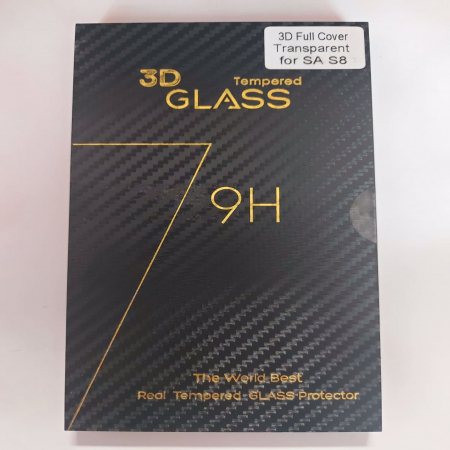 3D Full Cover
Transparent
for SA S8
3D Tempered
GLASS
9H
The World Best
Real Tempered GLASS Protector